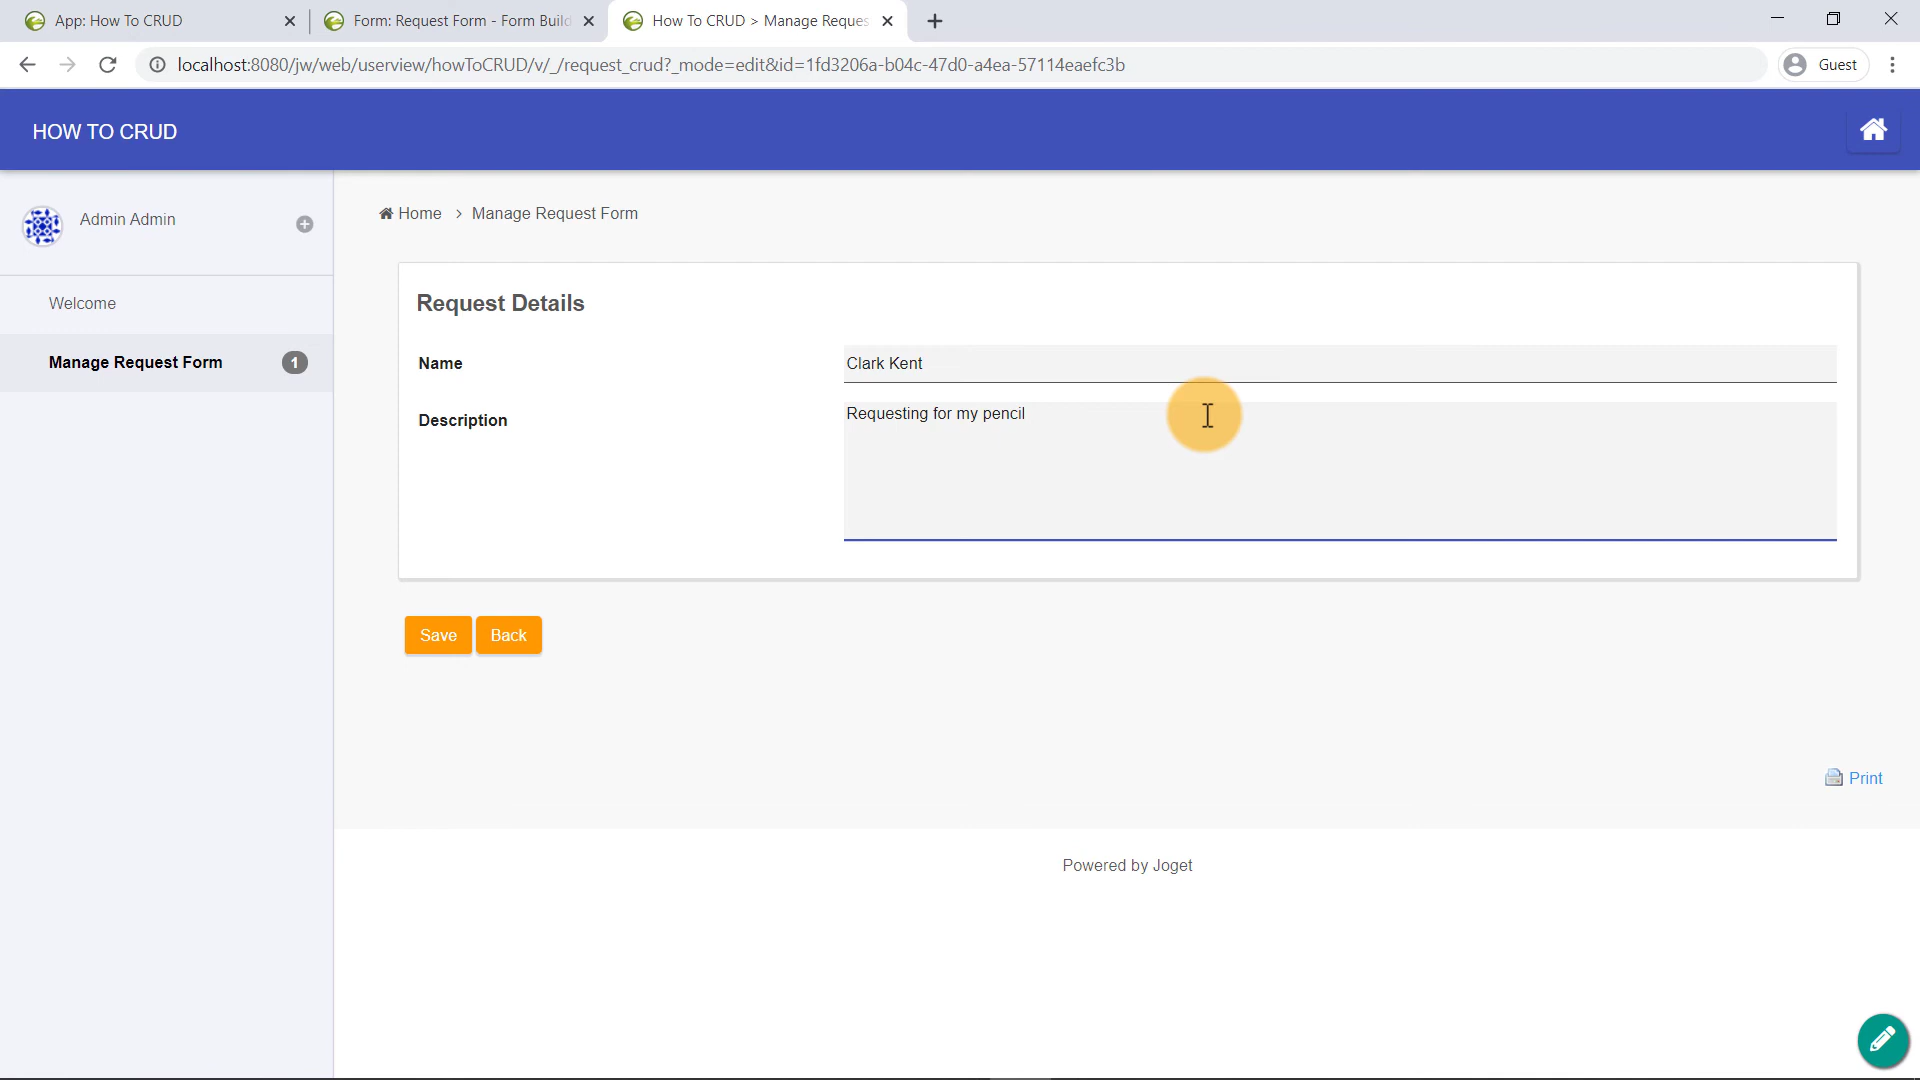 App: How To CRUD
Form: Request Form - Form Build
How To CRUD > Manage Reques
localhost:8080/jw/web/userview/howToCRUD/v/_/request_crud?_mode=edit&id=1fd3206a-b04c-47d0-a4ea-57114eaefc3b
Guest
HOW TO CRUD
Admin Admin
Home > Manage Request Form
Welcome
Manage Request Form 1
Request Details
Name Clark Kent
Description Requesting for my pencil
Save Back
Print
Powered by Joget